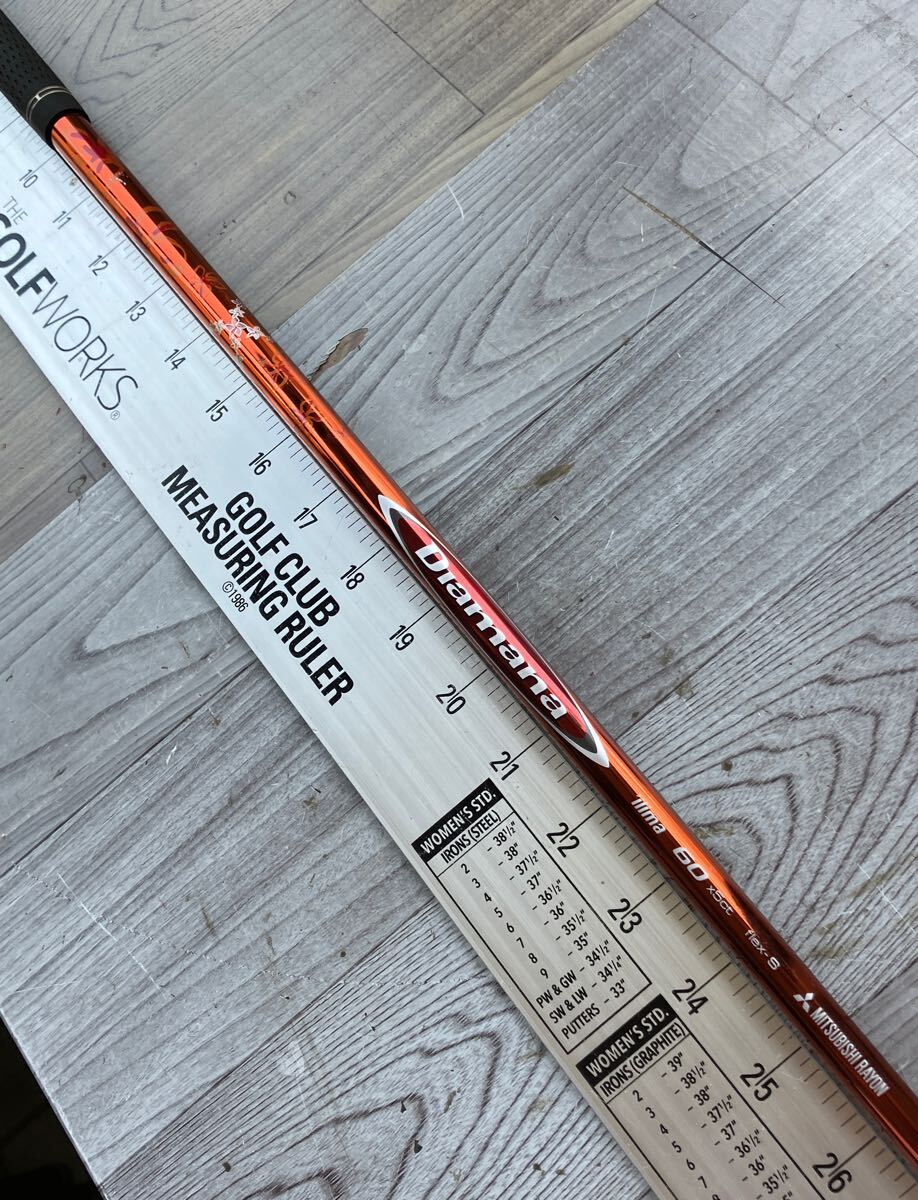 10
11
12
13
14
15
16
17
18
19
20
21
22
23
24
25
26
THE
GOLFWORKS®
GOLF CLUB
MEASURING RULER
©1986
Diamana
'ilima
60
x5ct
flex-S
MITSUBISHI RAYON
WOMEN'S STD.
IRONS (STEEL)
2 - 38½"
3 - 38"
4 - 37½"
5 - 37"
6 - 36½"
7 - 36"
8 - 35½"
9 - 35"
PW & GW - 34½"
SW & LW - 34¼"
PUTTERS - 33"
WOMEN'S STD.
IRONS (GRAPHITE)
2 - 39"
3 - 38½"
4 - 38"
5 - 37½"
6 - 37"
7 - 36½"
- 36"
- 35½"